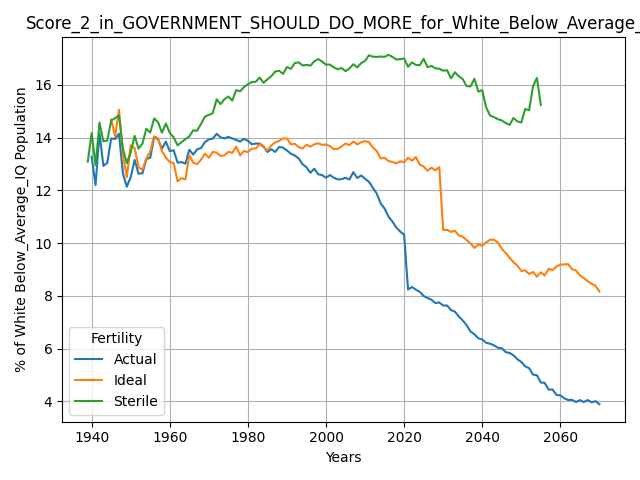 Score_2_in_GOVERNMENT_SHOULD_DO_MORE_for_White_Below_Average_
% of White Below_Average_IQ Population
16
14
12
10
8
6
4
Fertility
Actual
Ideal
Sterile
1940 1960 1980 2000 2020 2040 2060
Years